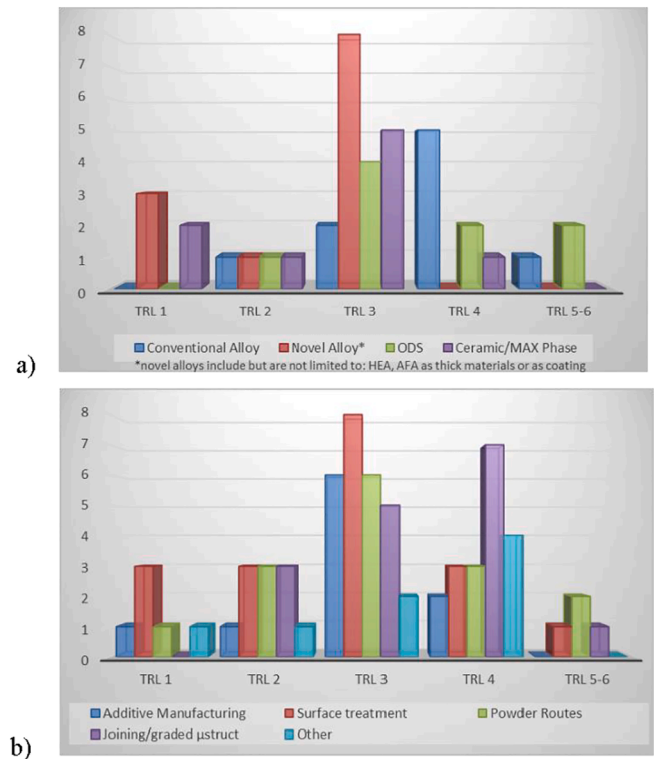 8
7
6
5
4
3
2
1
0
TRL 1 TRL 2 TRL 3 TRL 4 TRL 5-6
Conventional Alloy Novel Alloy* ODS Ceramic/MAX Phase
*novel alloys include but are not limited to: HEA, AFA as thick materials or as coating
a)
8
7
6
5
4
3
2
1
0
TRL 1 TRL 2 TRL 3 TRL 4 TRL 5-6
Additive Manufacturing Surface treatment Powder Routes
Joining/graded µstruct Other
b)